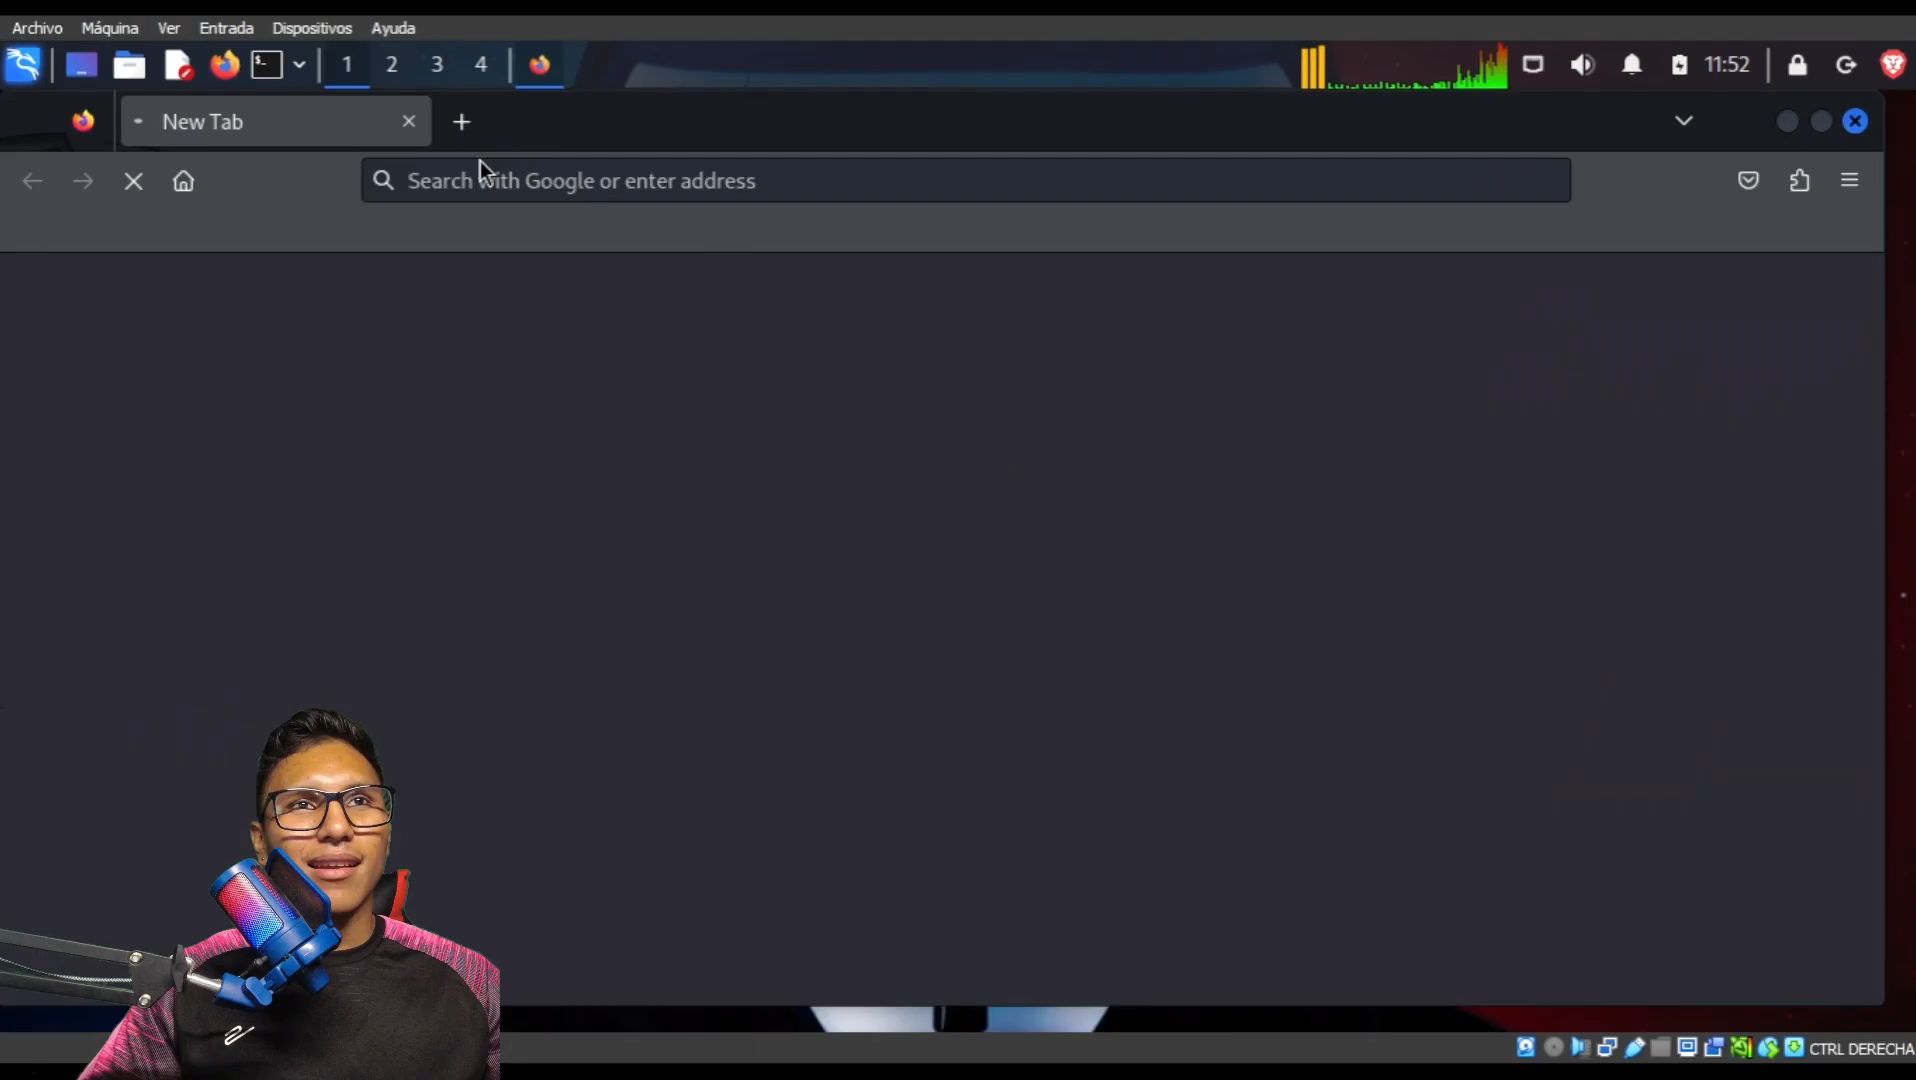 Archivo Máquina Ver Entrada Dispositivos Ayuda
1 2 3 4 11:52
New Tab
Search with Google or enter address
CTRL DERECHA